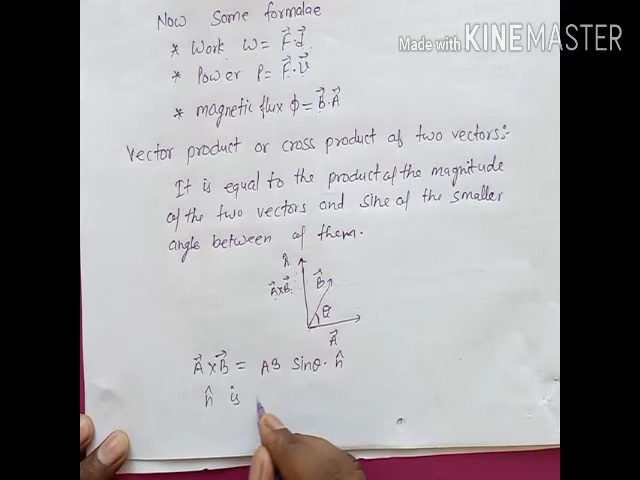 Now Some formalae
* Work W = F⃗.d⃗
* Power P = F⃗.V⃗
* magnetic flux ϕ = B⃗.A⃗
Made with KINEMASTER
Vector product or cross product of two vectors:-
It is equal to the product of the magnitude
of the two vectors and sine of the smaller
angle between of them.
n̂
A⃗×B⃗ B⃗
θ
A⃗
A⃗×B⃗ = AB Sinθ. n̂
n̂ is